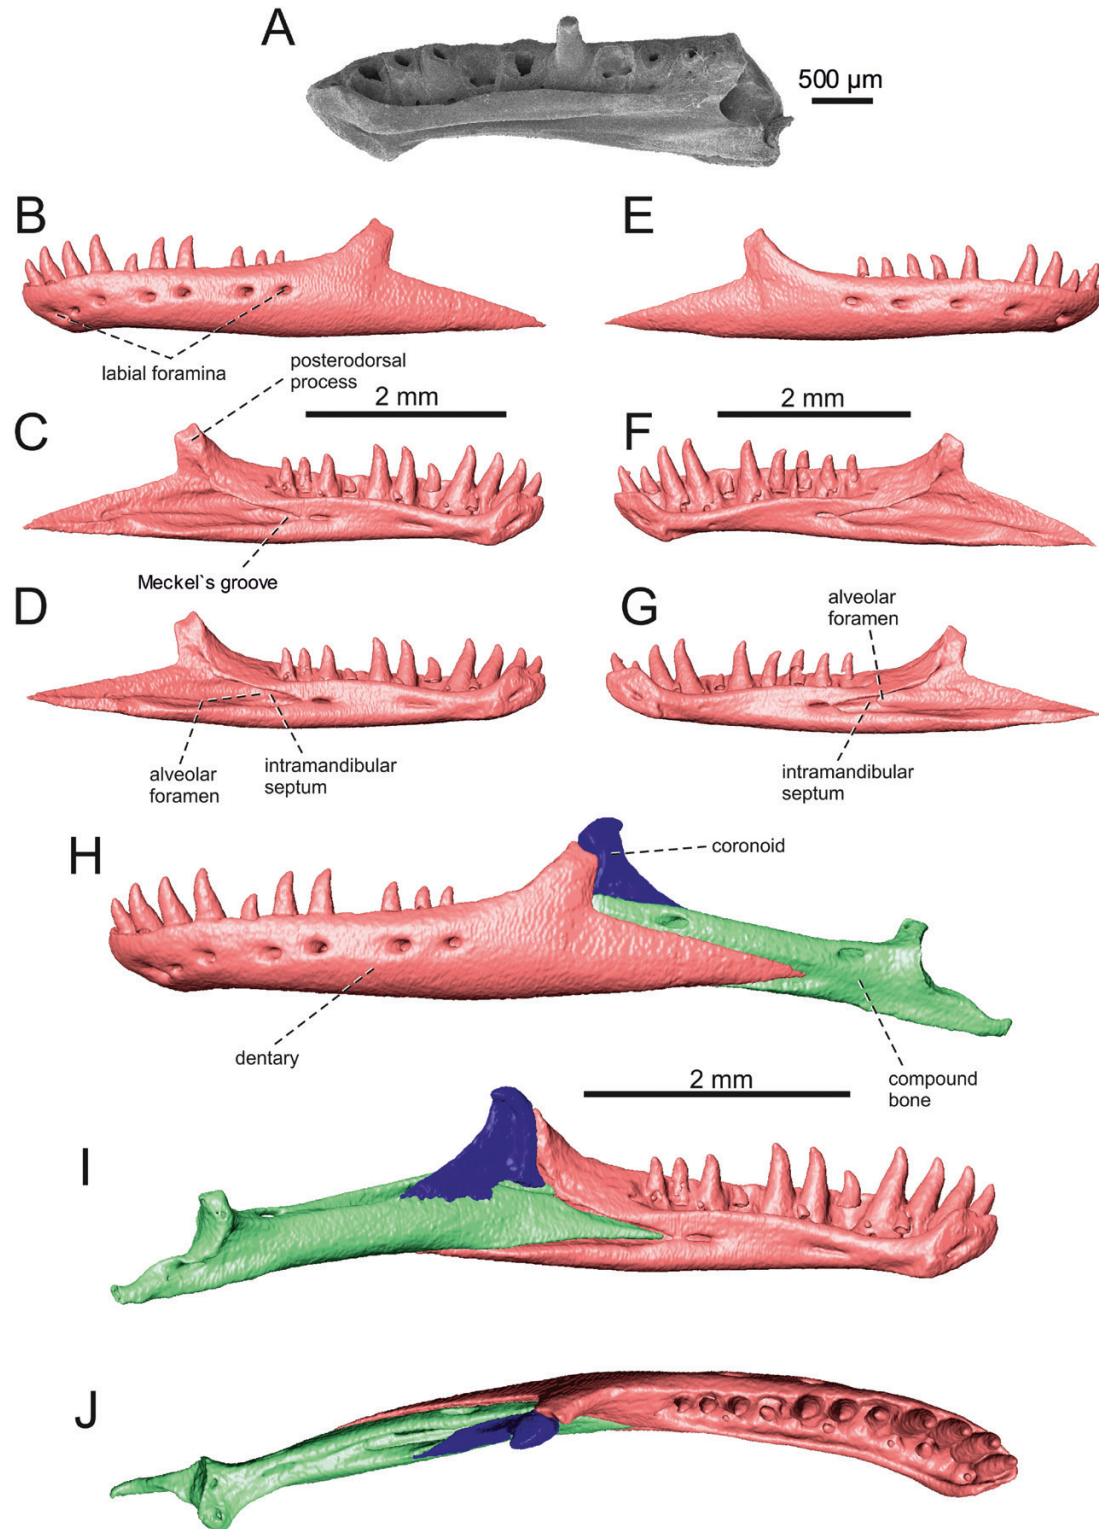 A
500 µm
B
E
labial foramina
posterodorsal
process
2 mm
2 mm
C
F
Meckel`s groove
D
G
alveolar
foramen
alveolar
foramen
intramandibular
septum
intramandibular
septum
H
coronoid
dentary
compound
bone
2 mm
I
J